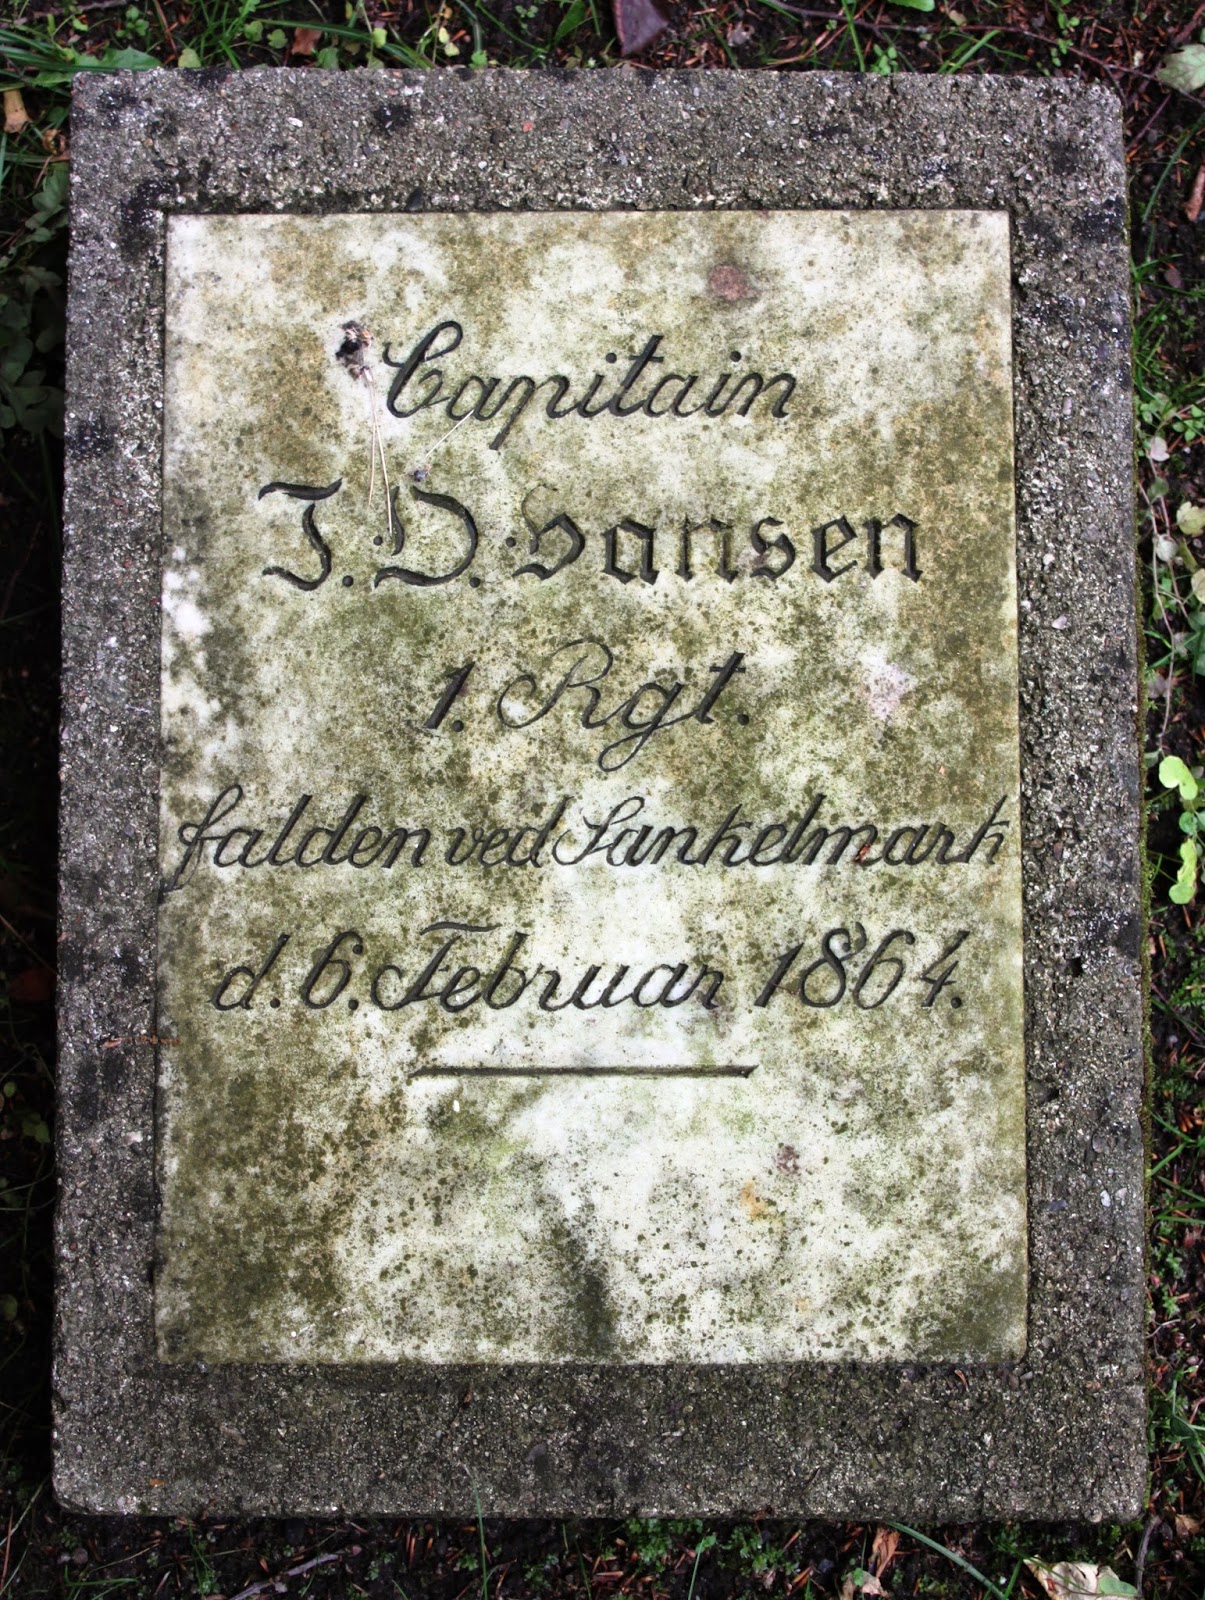 Capitain
J. D. Hansen
1. Rgt.
falden ved Sankelmark
d. 6. Februar 1864.